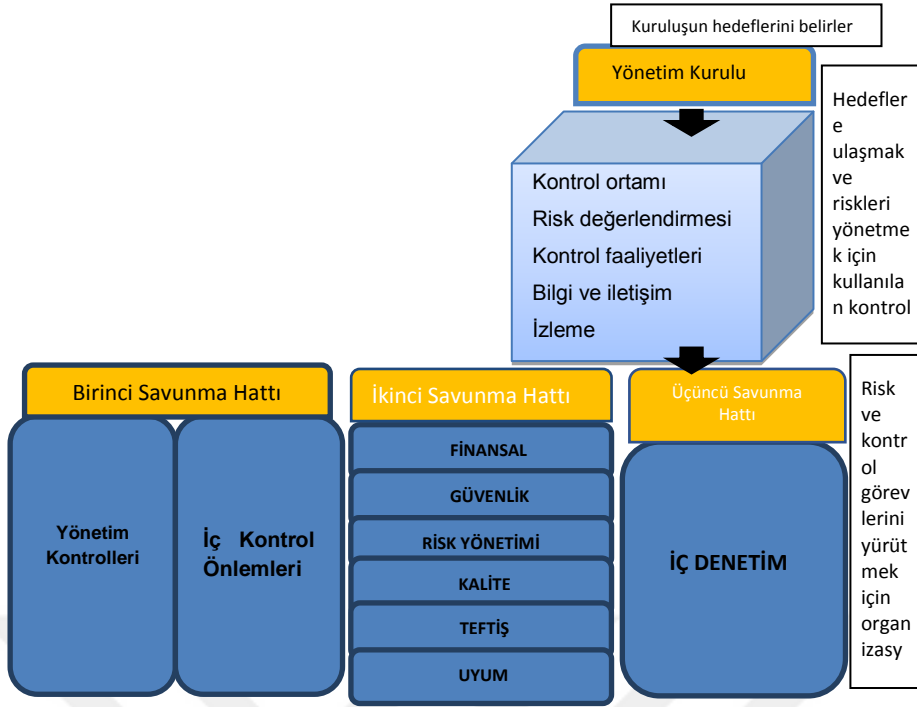 Kuruluşun hedeflerini belirler
Yönetim Kurulu
Hedefler
e
ulaşmak
ve
riskleri
yönetme
k için
kullanıla
n kontrol
Kontrol ortamı
Risk değerlendirmesi
Kontrol faaliyetleri
Bilgi ve iletişim
İzleme
Birinci Savunma Hattı
İkinci Savunma Hattı
Üçüncü Savunma
Hattı
Risk
ve
kontr
ol
görev
lerini
yürüt
mek
için
organ
izasy
Yönetim
Kontrolleri
İç Kontrol
Önlemleri
FİNANSAL
GÜVENLİK
RİSK YÖNETİMİ
KALİTE
TEFTİŞ
UYUM
İÇ DENETİM